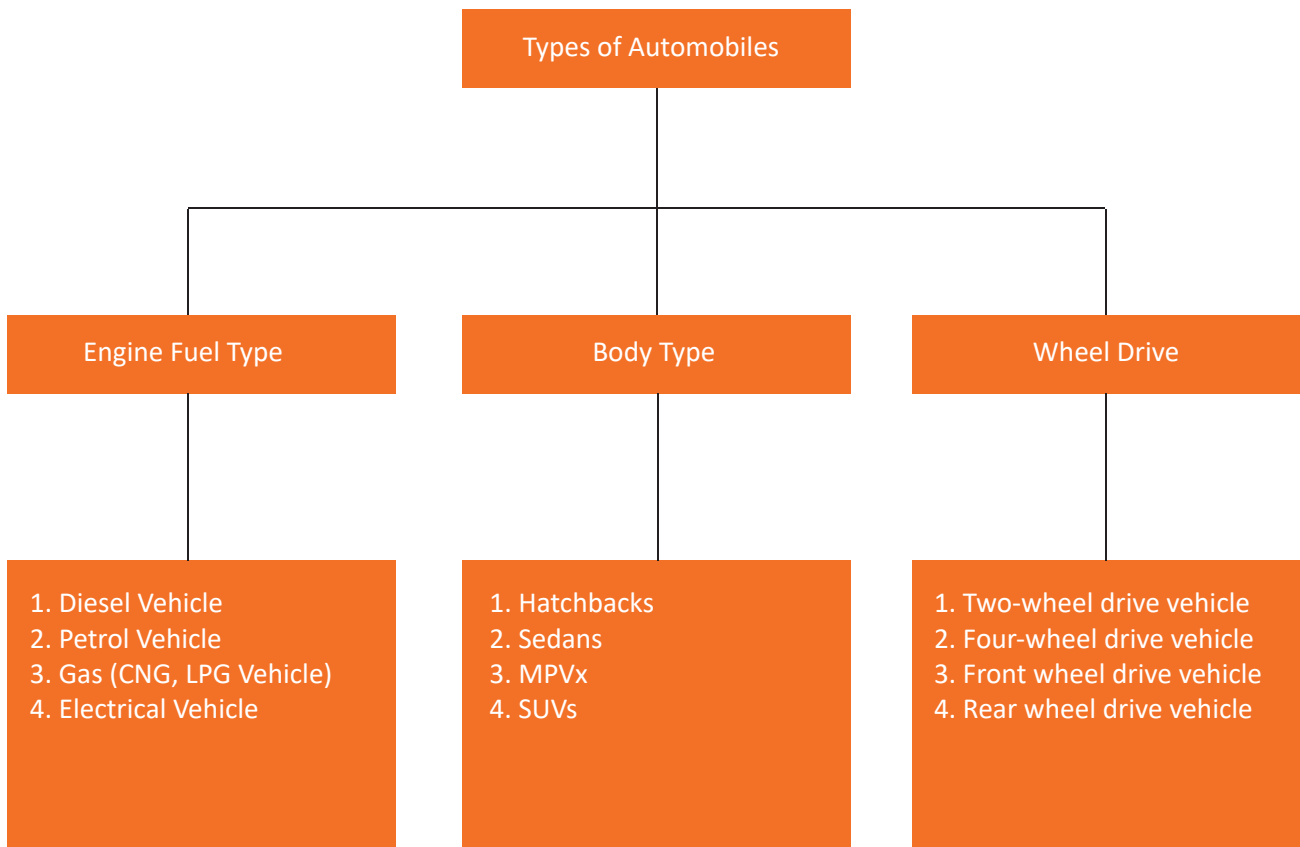 Types of Automobiles
Engine Fuel Type
Body Type
Wheel Drive
1. Diesel Vehicle
2. Petrol Vehicle
3. Gas (CNG, LPG Vehicle)
4. Electrical Vehicle
1. Hatchbacks
2. Sedans
3. MPVx
4. SUVs
1. Two-wheel drive vehicle
2. Four-wheel drive vehicle
3. Front wheel drive vehicle
4. Rear wheel drive vehicle